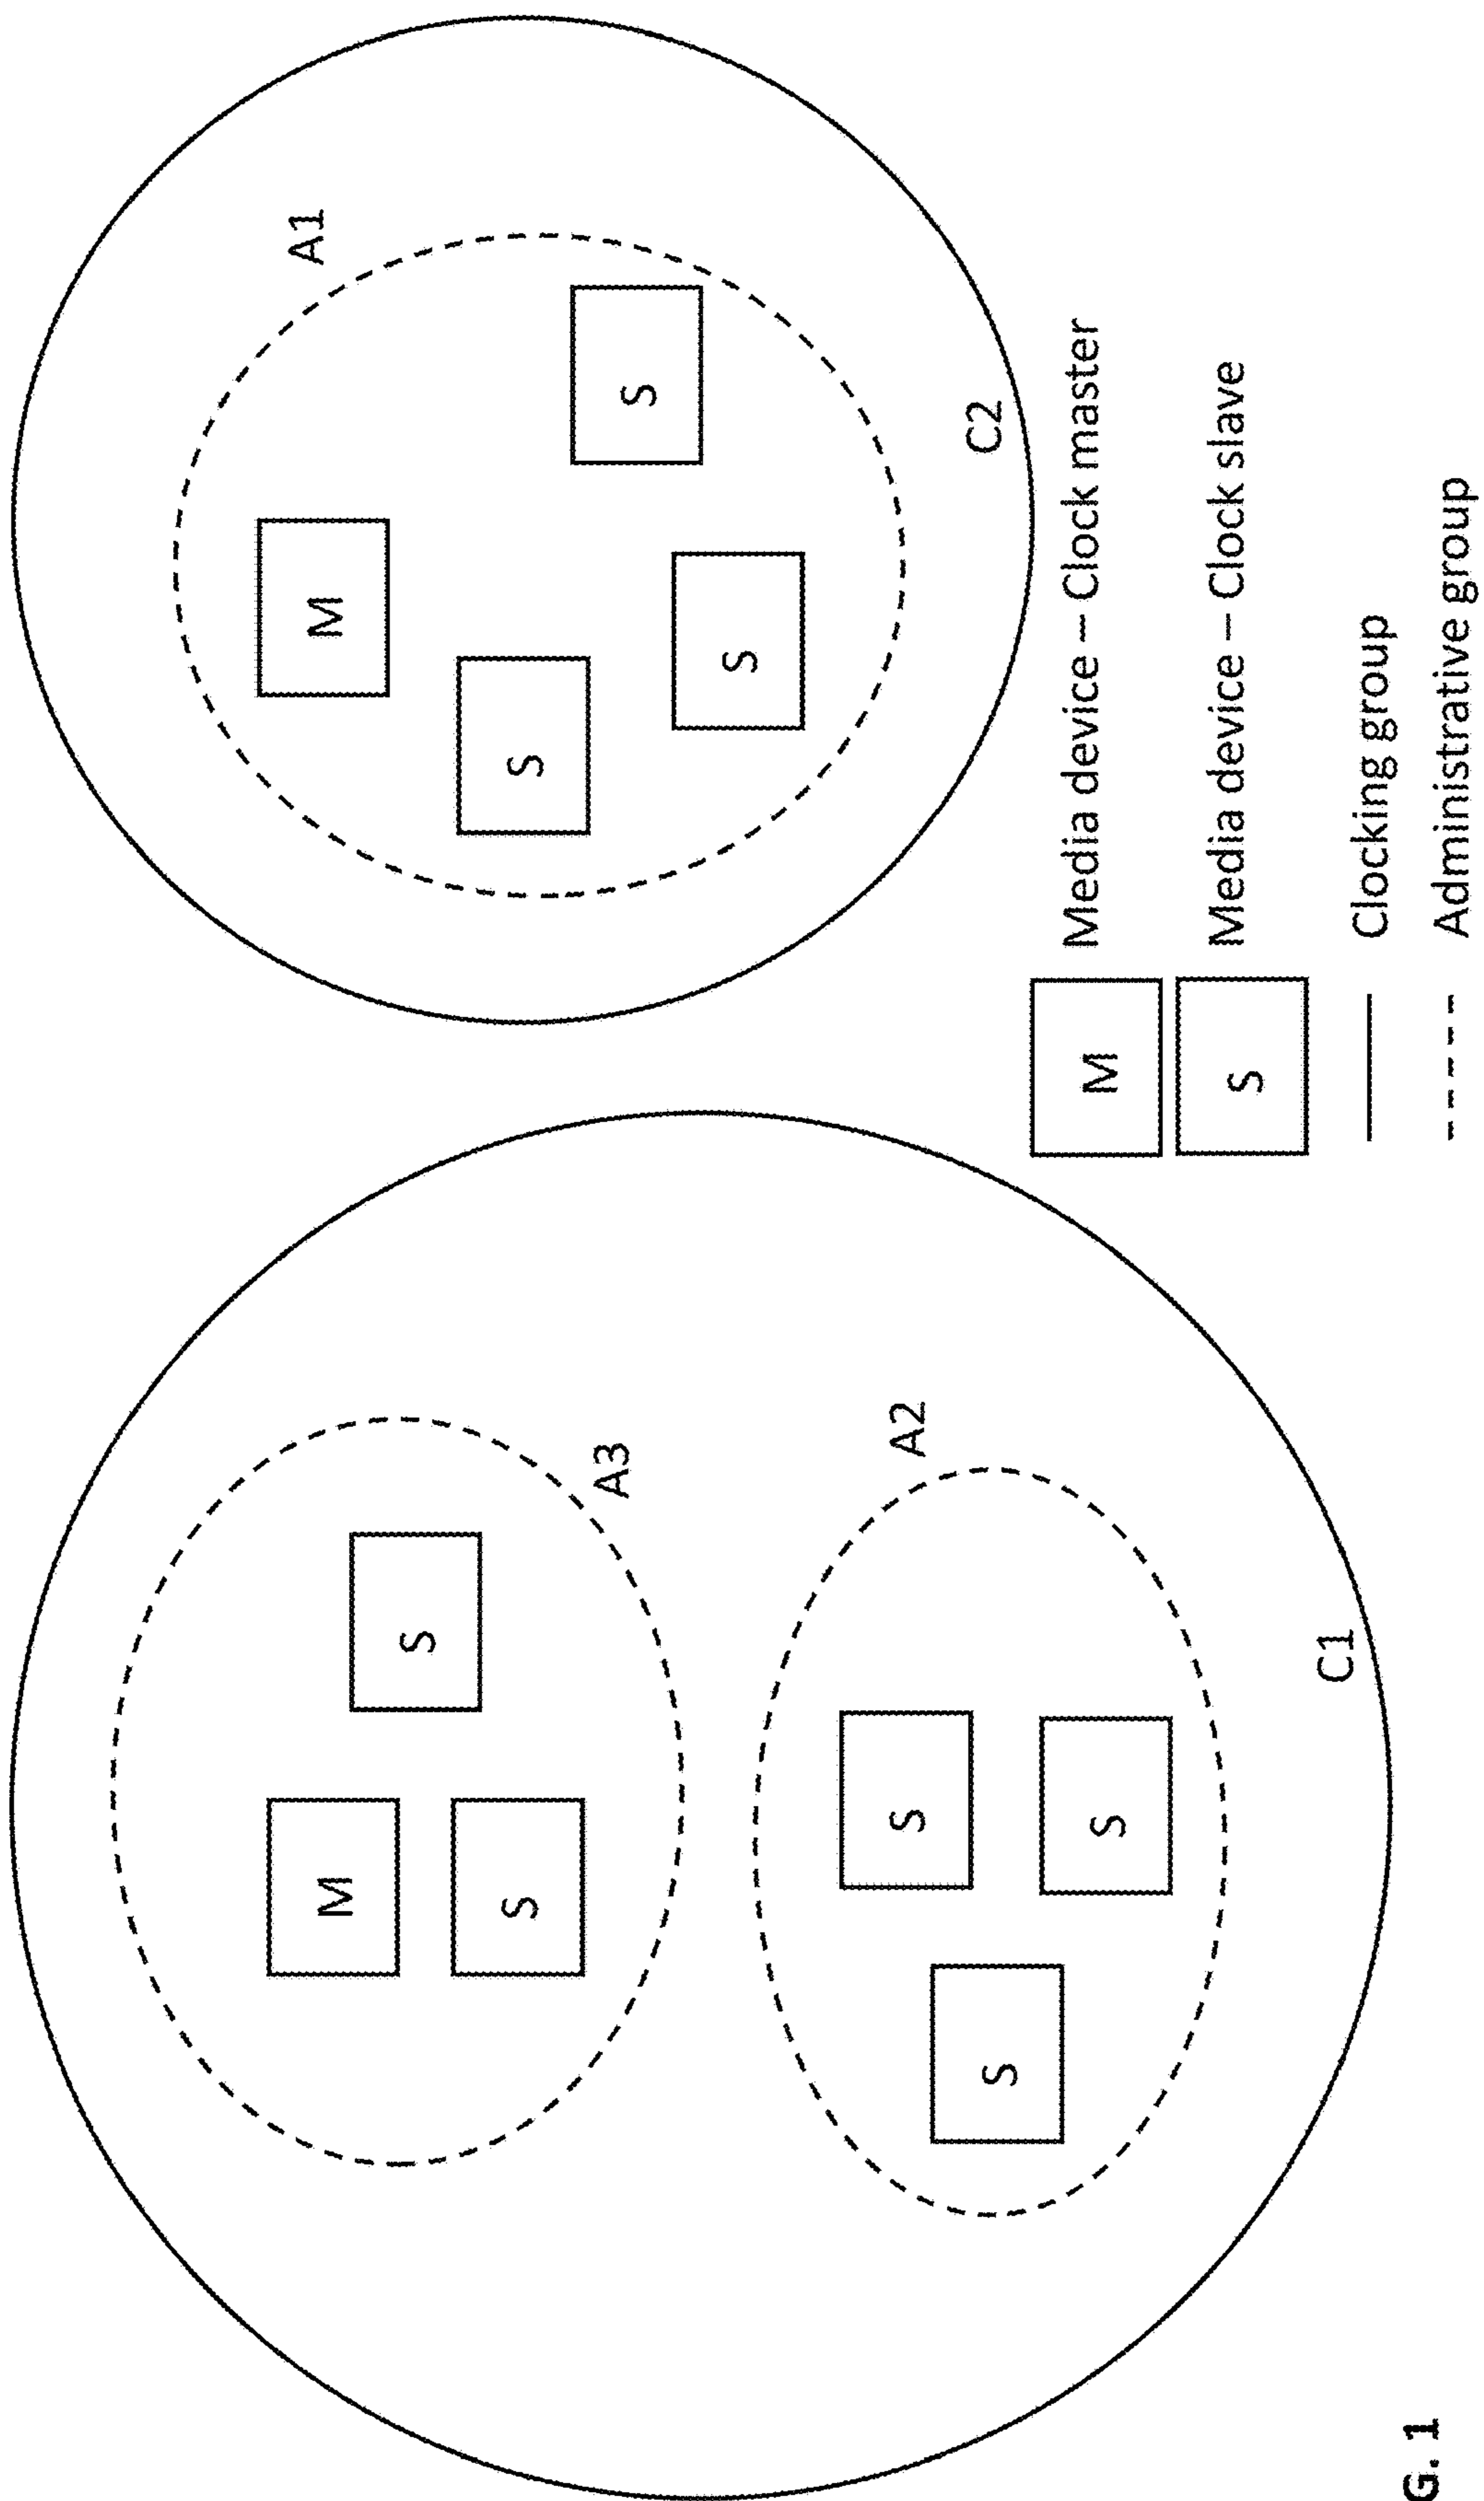 M
S
S
A3
A2
S
S
S
C1
A1
M
S
S
S
C2
M Media device – Clock master
S Media device – Clock slave
Clocking group
Administrative group
G. 1